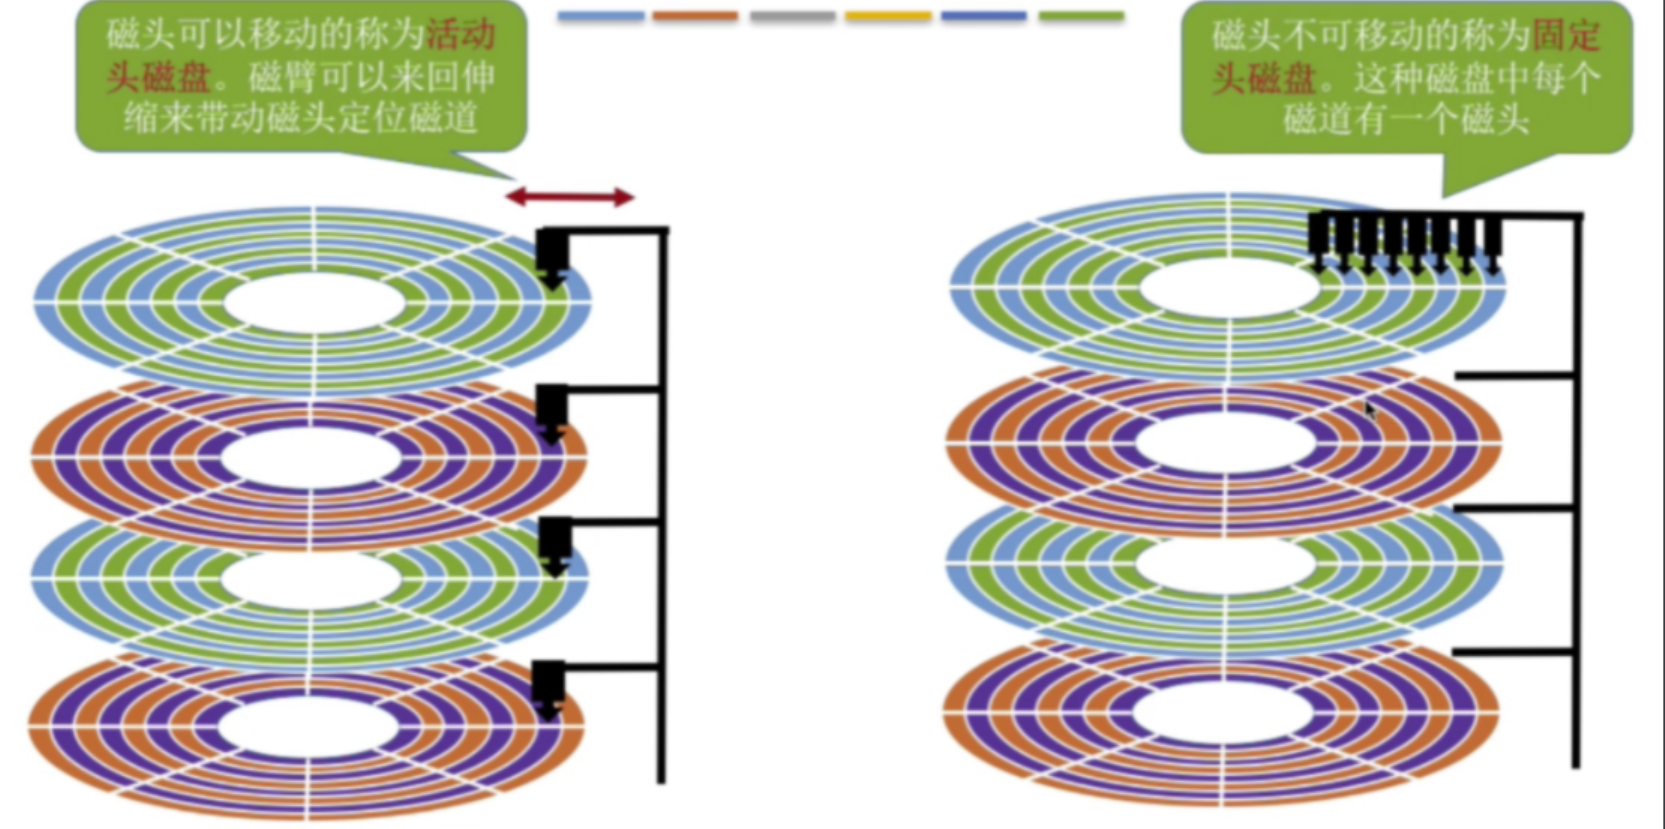 磁头可以移动的称为活动
头磁盘。磁臂可以来回伸
缩来带动磁头定位磁道
磁头不可移动的称为固定
头磁盘。这种磁盘中每个
磁道有一个磁头